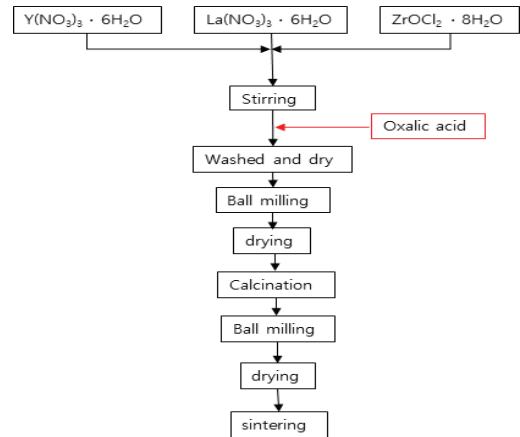 Y(NO₃)₃ · 6H₂O
La(NO₃)₃ · 6H₂O
ZrOCl₂ · 8H₂O
Stirring
Oxalic acid
Washed and dry
Ball milling
drying
Calcination
Ball milling
drying
sintering